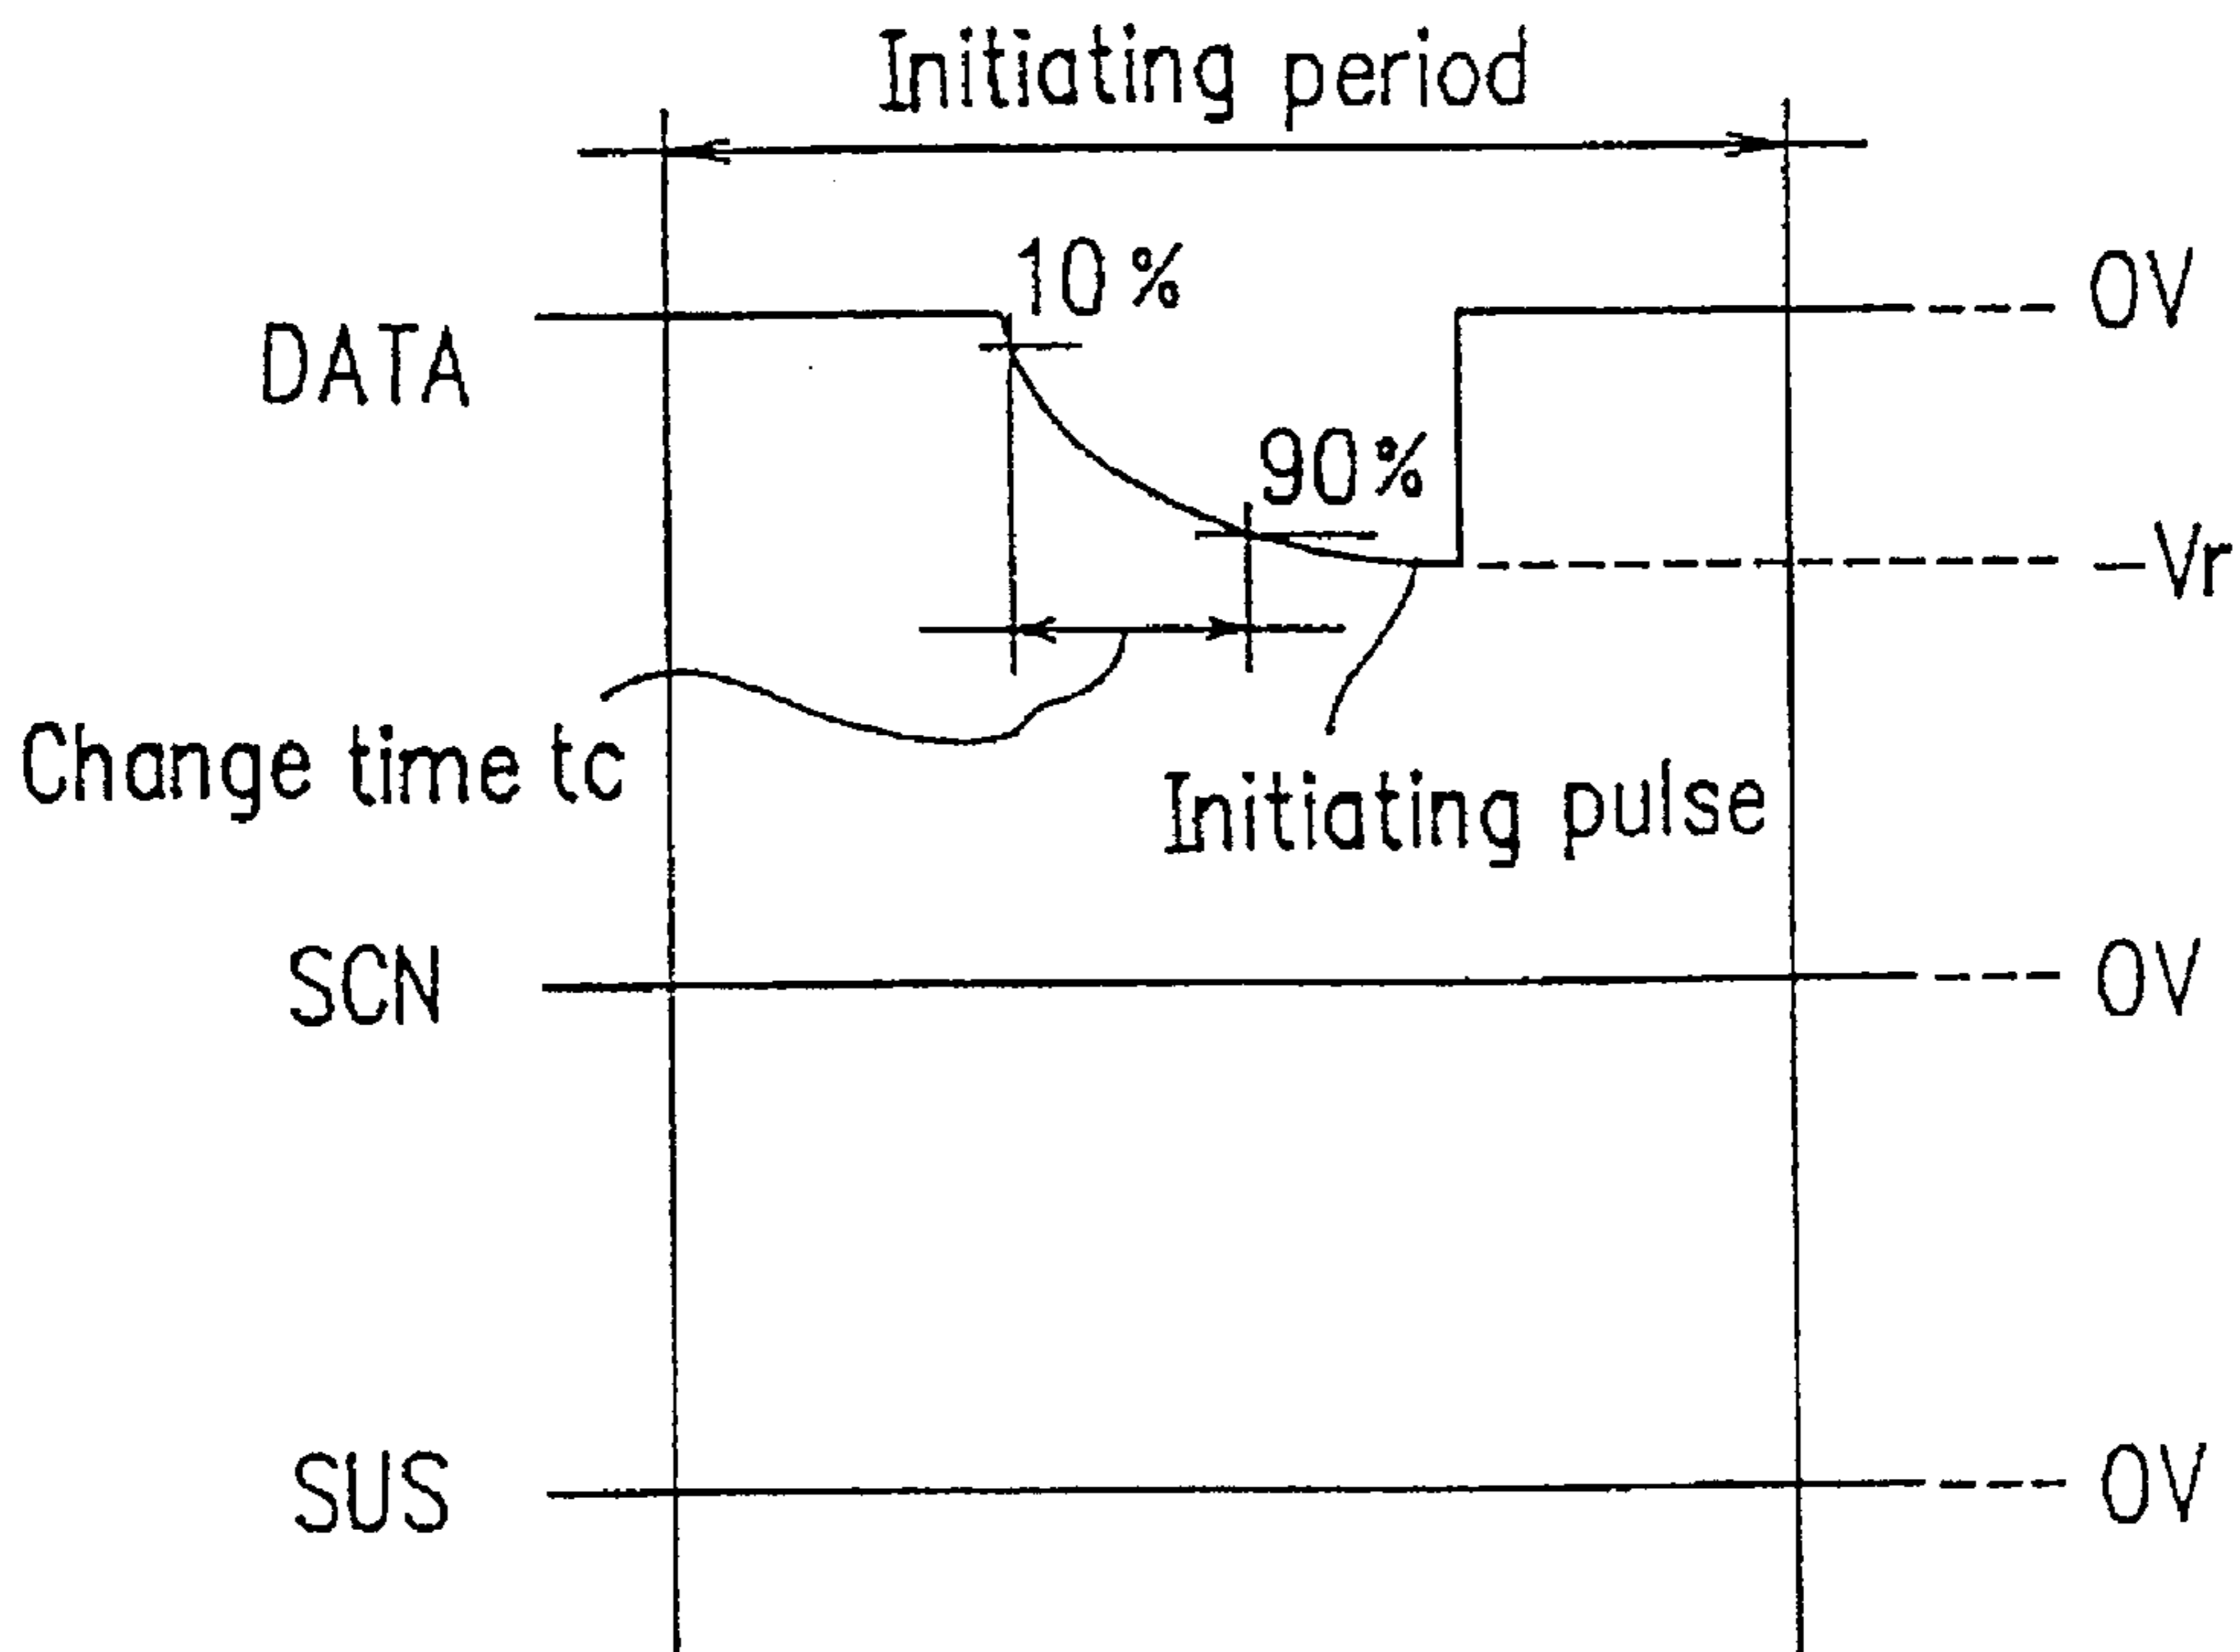 Initiating period
10%
0V
DATA
90%
-Vr
Change time tc
Initiating pulse
SCN
0V
SUS
0V